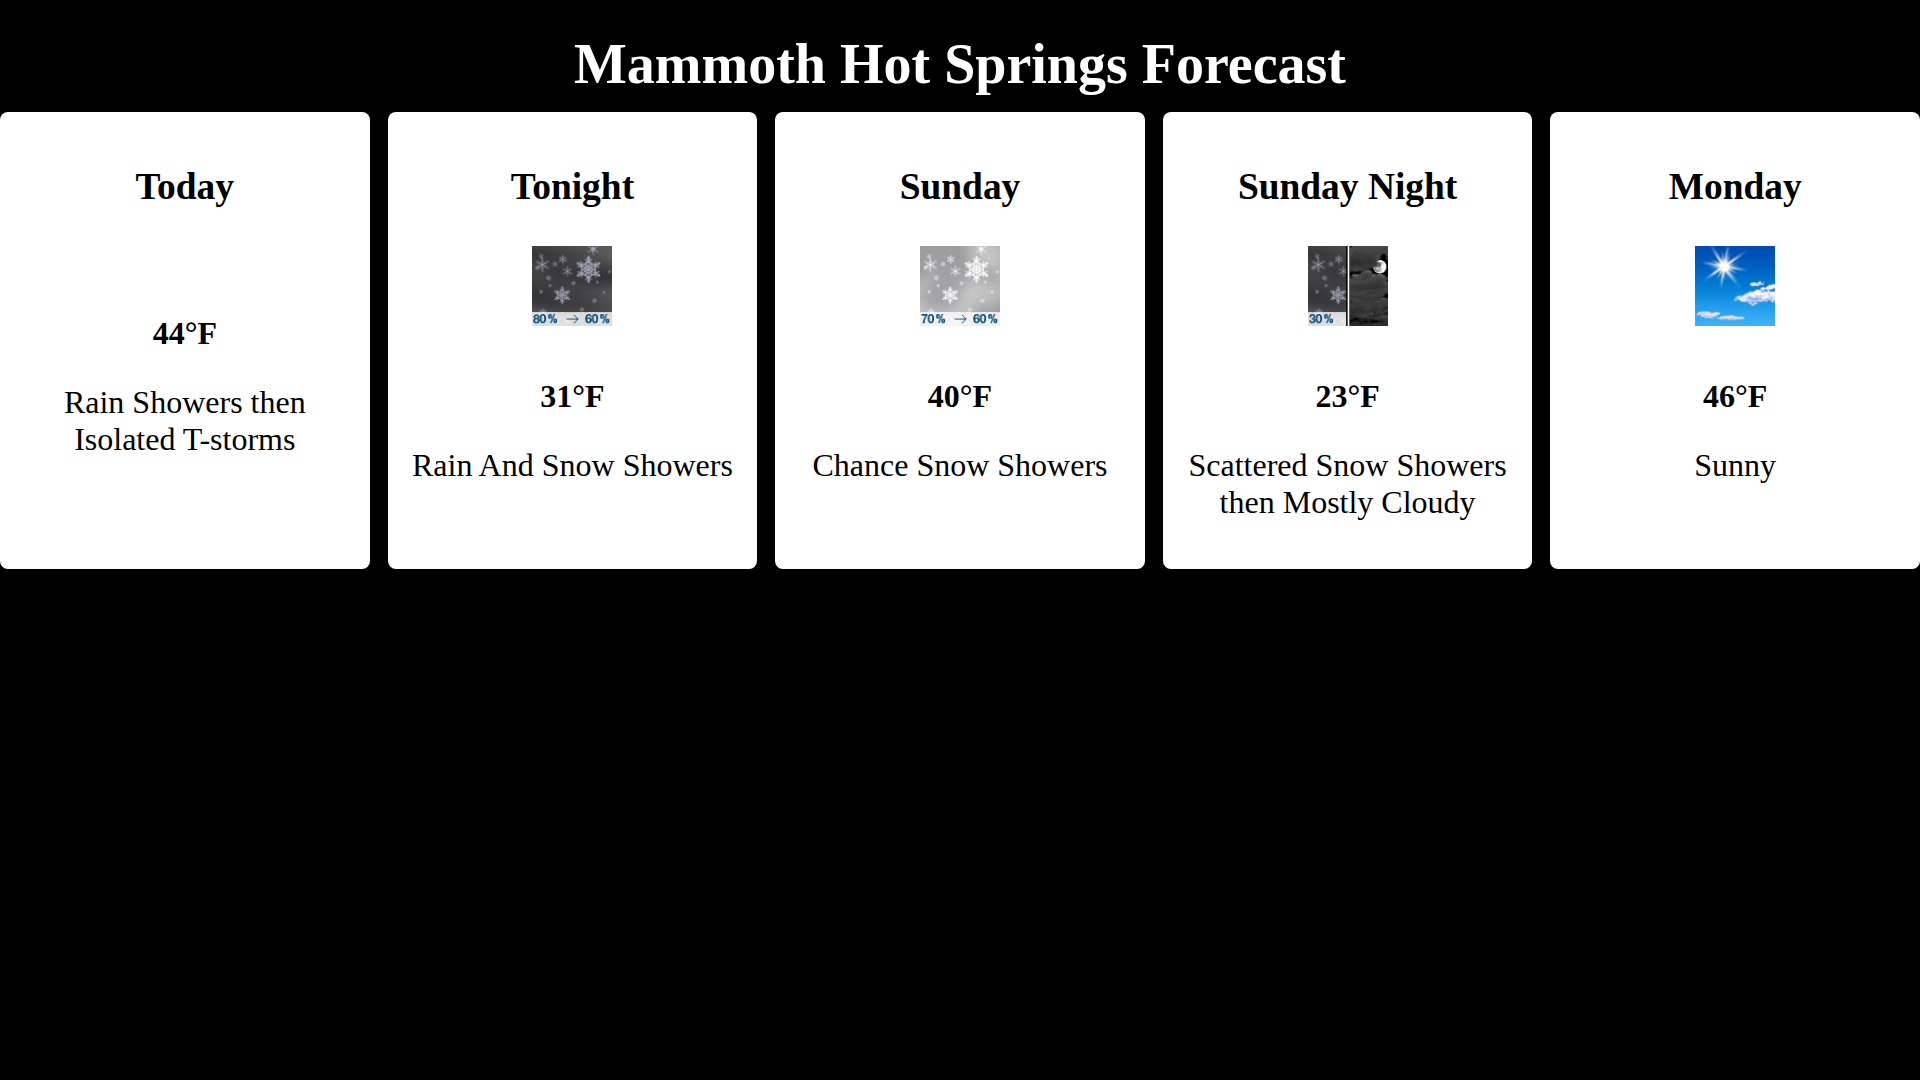 Mammoth Hot Springs Forecast
Today
44°F
Rain Showers then
Isolated T-storms
Tonight
80% → 60%
31°F
Rain And Snow Showers
Sunday
70% → 60%
40°F
Chance Snow Showers
Sunday Night
30%
23°F
Scattered Snow Showers
then Mostly Cloudy
Monday
46°F
Sunny